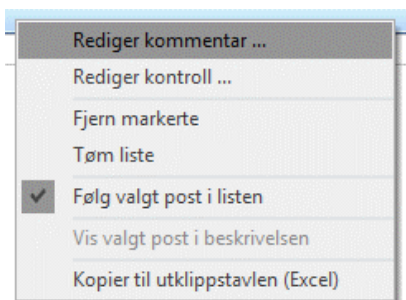 Rediger kommentar ...
Rediger kontroll ...
Fjern markerte
Tøm liste
Følg valgt post i listen
Vis valgt post i beskrivelsen
Kopier til utklippstavlen (Excel)